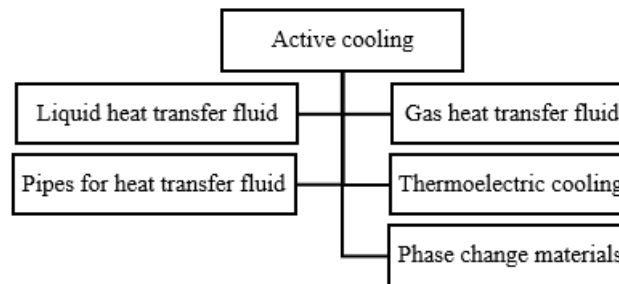 Active cooling
Liquid heat transfer fluid
Gas heat transfer fluid
Pipes for heat transfer fluid
Thermoelectric cooling
Phase change materials